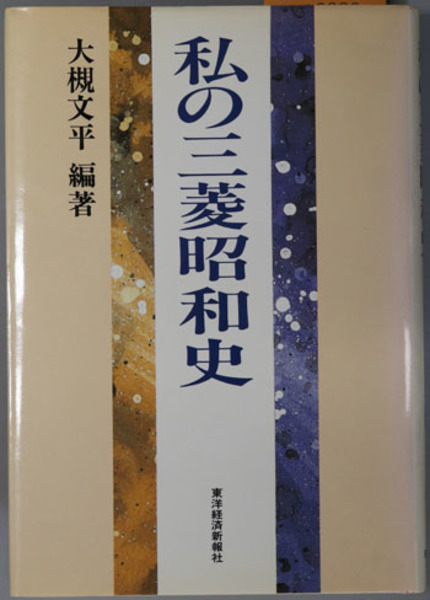 私の三菱昭和史
大槻文平 編著
東洋経済新報社